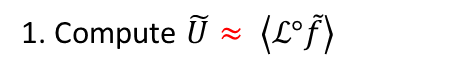 1. Compute Ũ ≈ ⟨ℒ° f̃⟩